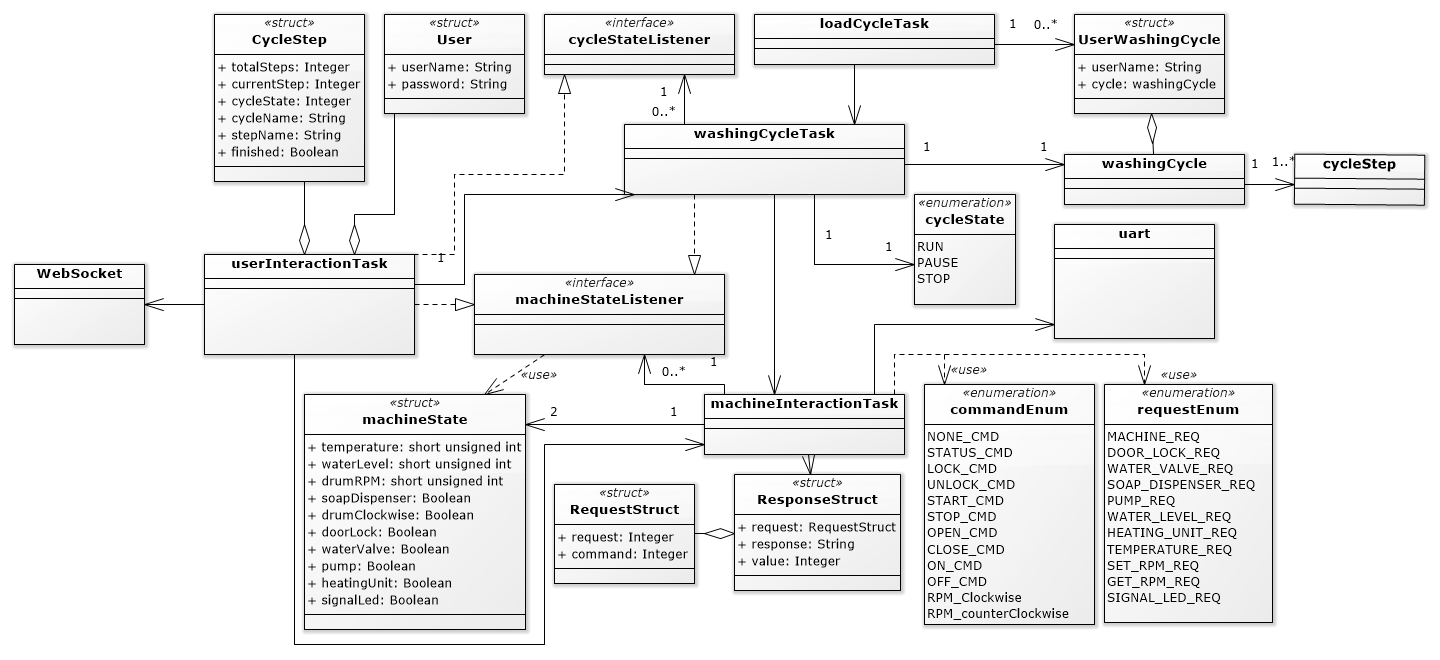 «struct»
CycleStep
+ totalSteps: Integer
+ currentStep: Integer
+ cycleState: Integer
+ cycleName: String
+ stepName: String
+ finished: Boolean
«struct»
User
+ userName: String
+ password: String
«interface»
cycleStateListener
loadCycleTask
1
0..*
«struct»
UserWashingCycle
+ userName: String
+ cycle: washingCycle
1
0..*
washingCycleTask
1
1
washingCycle
1
1..*
cycleStep
«enumeration»
cycleState
RUN
PAUSE
STOP
1
1
uart
WebSocket
userInteractionTask
1
«interface»
machineStateListener
«use»
0..*
1
«struct»
machineState
+ temperature: short unsigned int
+ waterLevel: short unsigned int
+ drumRPM: short unsigned int
+ soapDispenser: Boolean
+ drumClockwise: Boolean
+ doorLock: Boolean
+ waterValve: Boolean
+ pump: Boolean
+ heatingUnit: Boolean
+ signalLed: Boolean
2
1
machineInteractionTask
«struct»
RequestStruct
+ request: Integer
+ command: Integer
«struct»
ResponseStruct
+ request: RequestStruct
+ response: String
+ value: Integer
«use»
«enumeration»
commandEnum
NONE_CMD
STATUS_CMD
LOCK_CMD
UNLOCK_CMD
START_CMD
STOP_CMD
OPEN_CMD
CLOSE_CMD
ON_CMD
OFF_CMD
RPM_Clockwise
RPM_counterClockwise
«use»
«enumeration»
requestEnum
MACHINE_REQ
DOOR_LOCK_REQ
WATER_VALVE_REQ
SOAP_DISPENSER_REQ
PUMP_REQ
WATER_LEVEL_REQ
HEATING_UNIT_REQ
TEMPERATURE_REQ
SET_RPM_REQ
GET_RPM_REQ
SIGNAL_LED_REQ